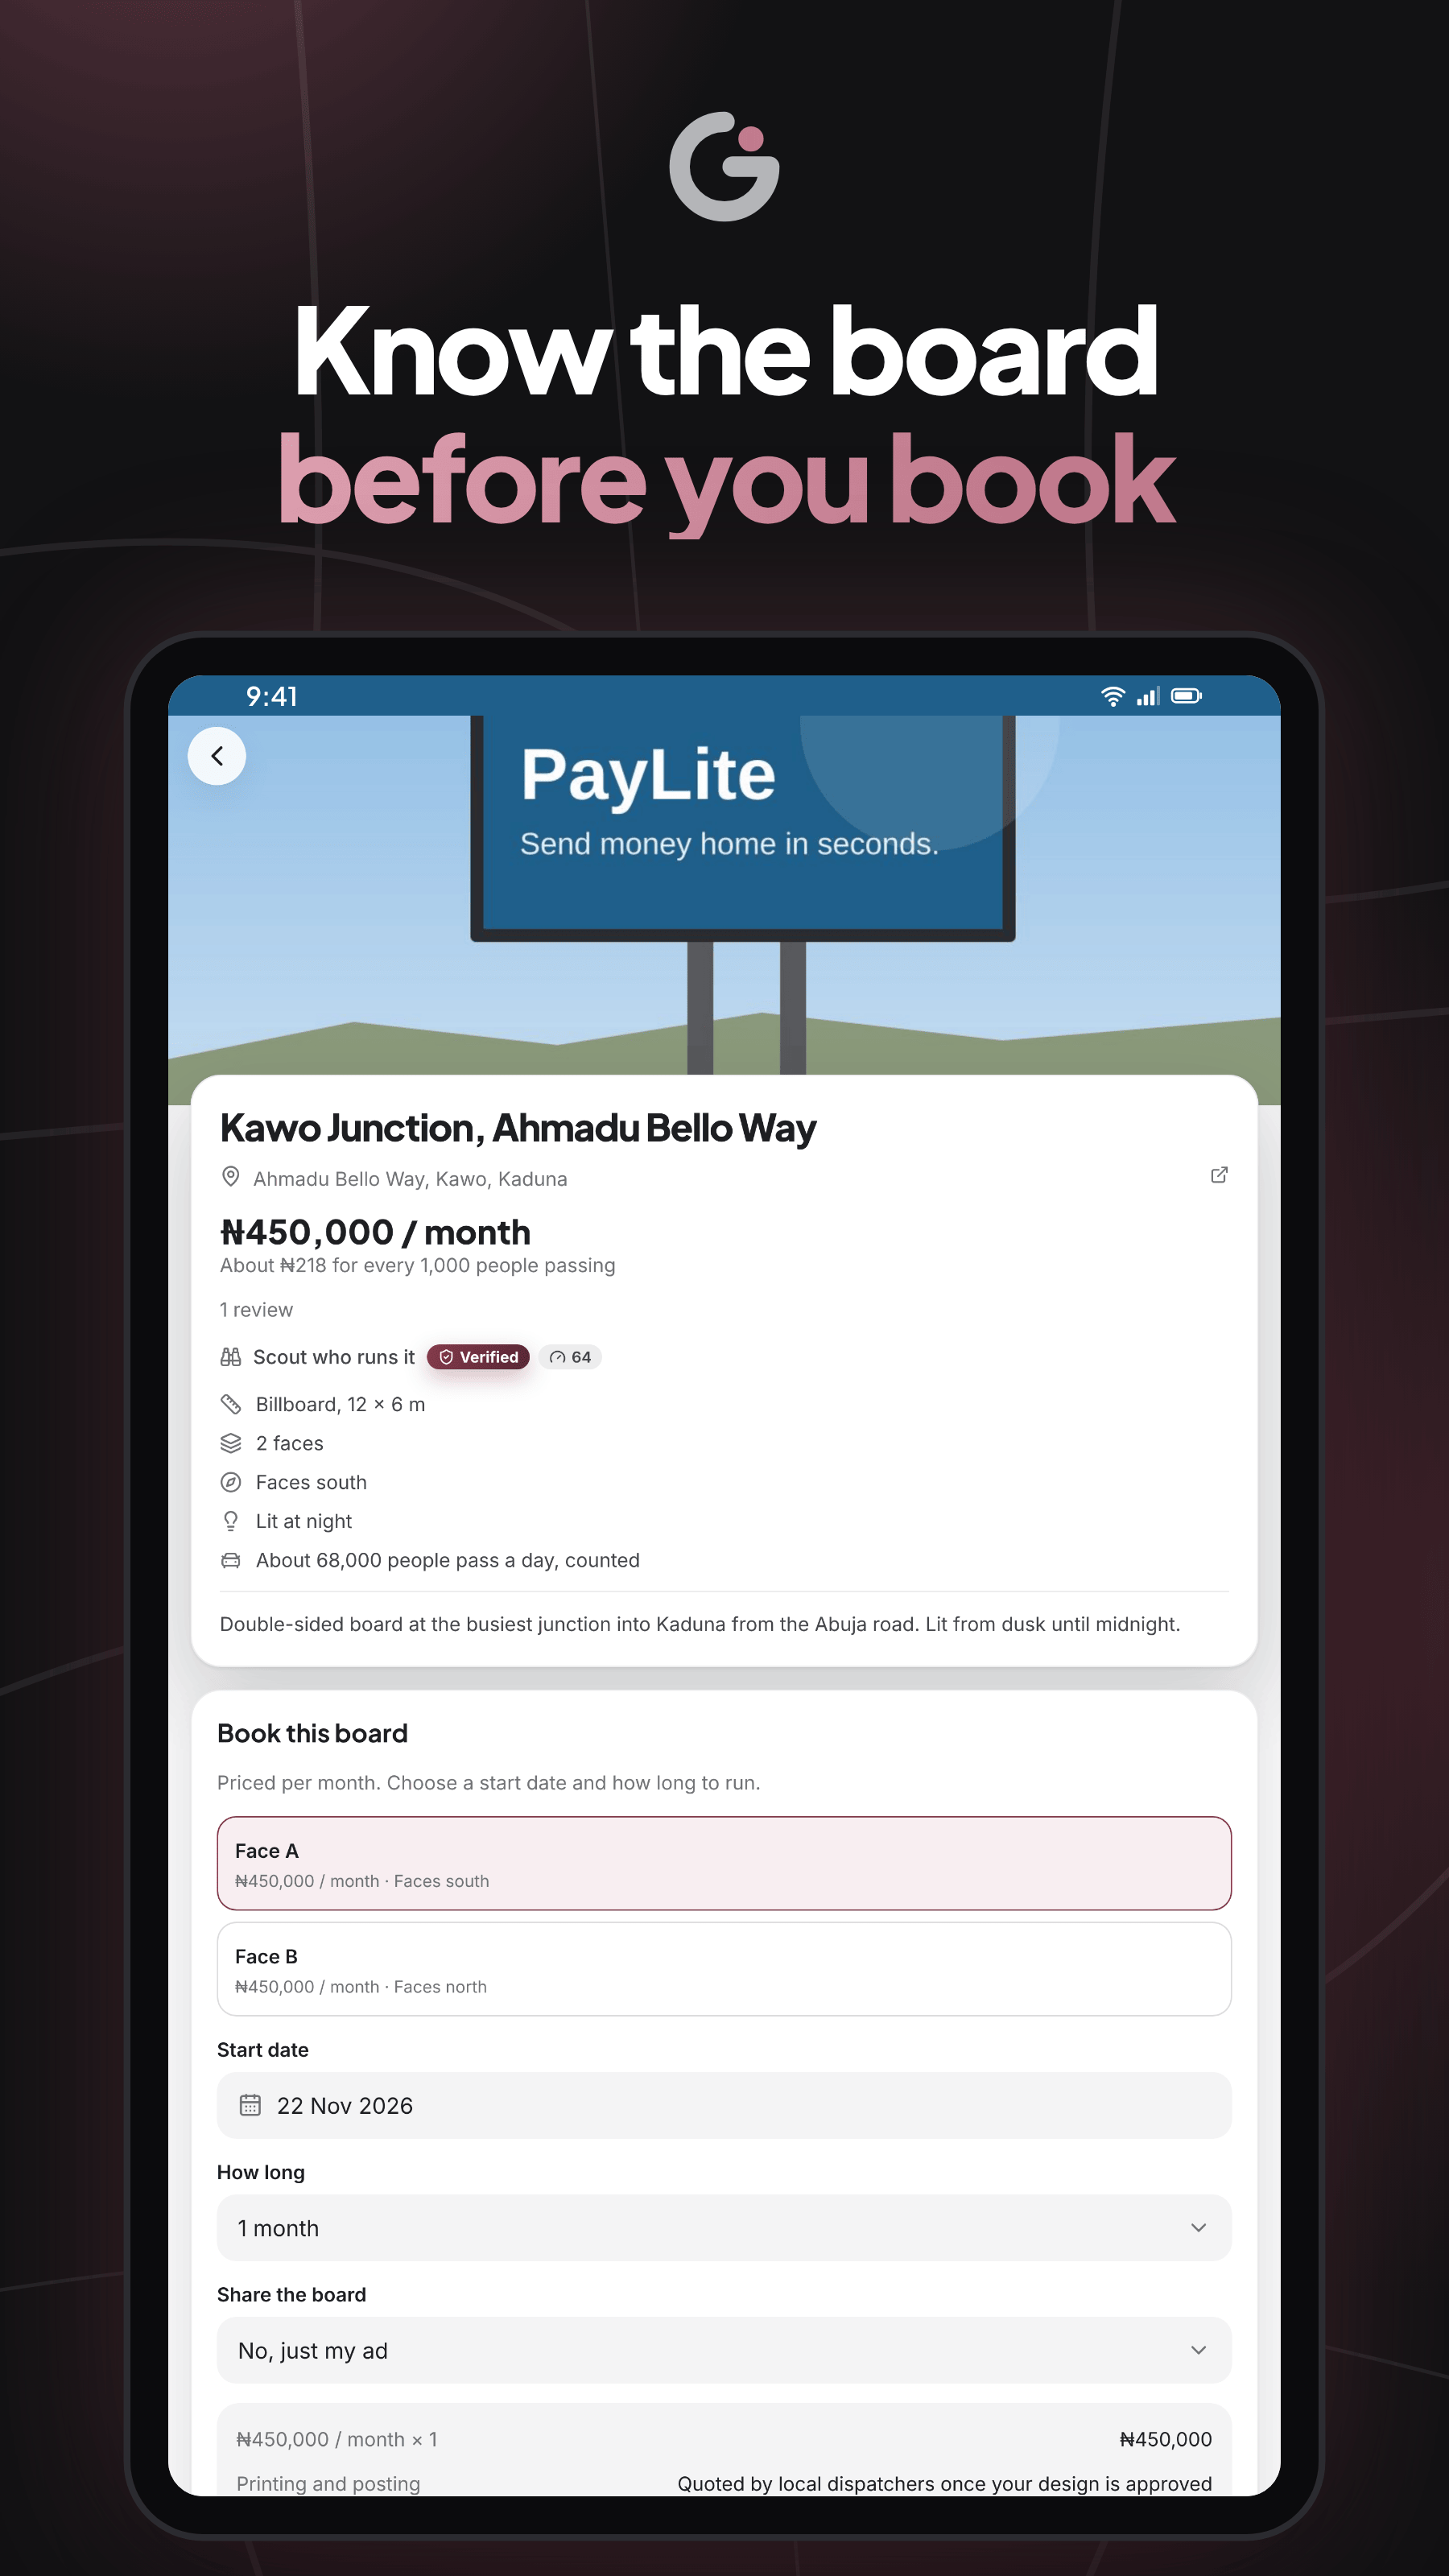 Know the board
before you book
9:41
PayLite
Send money home in seconds.
Kawo Junction, Ahmadu Bello Way
Ahmadu Bello Way, Kawo, Kaduna
₦450,000 / month
About ₦218 for every 1,000 people passing
1 review
Scout who runs it Verified 64
Billboard, 12 × 6 m
2 faces
Faces south
Lit at night
About 68,000 people pass a day, counted
Double-sided board at the busiest junction into Kaduna from the Abuja road. Lit from dusk until midnight.
Book this board
Priced per month. Choose a start date and how long to run.
Face A
₦450,000 / month · Faces south
Face B
₦450,000 / month · Faces north
Start date
22 Nov 2026
How long
1 month
Share the board
No, just my ad
₦450,000 / month × 1 ₦450,000
Printing and posting Quoted by local dispatchers once your design is approved